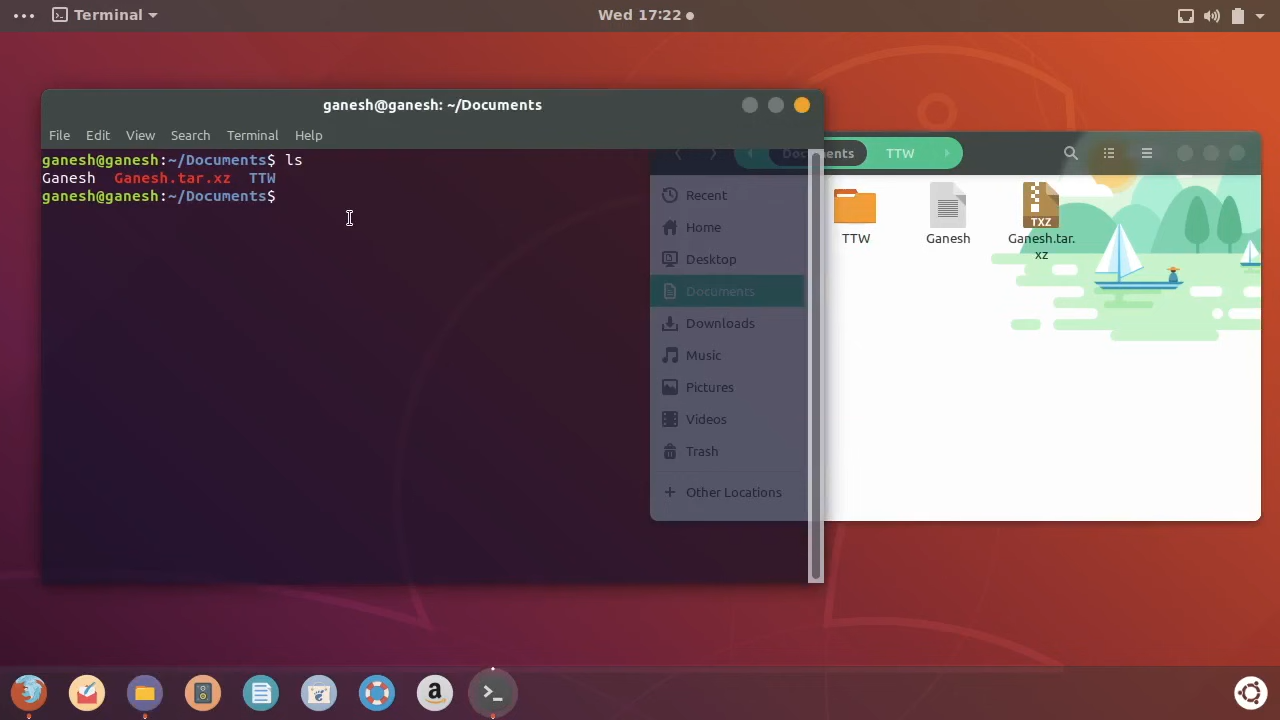 Terminal
Wed 17:22
ganesh@ganesh: ~/Documents
File Edit View Search Terminal Help
ganesh@ganesh:~/Documents$ ls
Ganesh Ganesh.tar.xz TTW
ganesh@ganesh:~/Documents$
Documents TTW
Recent
Home
Desktop
Documents
Downloads
Music
Pictures
Videos
Trash
+ Other Locations
TTW
Ganesh
TXZ
Ganesh.tar.
xz